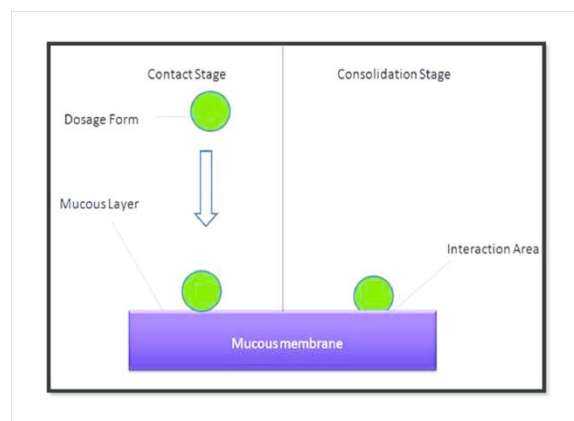 Contact Stage
Consolidation Stage
Dosage Form
Mucous Layer
Interaction Area
Mucous membrane